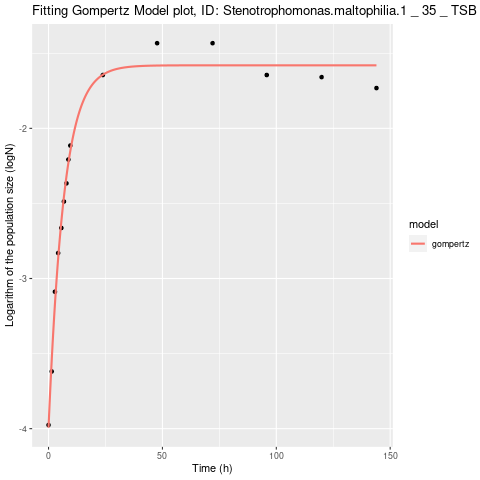 Fitting Gompertz Model plot, ID: Stenotrophomonas.maltophilia.1 _ 35 _ TSB
Logarithm of the population size (logN)
-2
-3
-4
0
50
100
150
Time (h)
model
gompertz